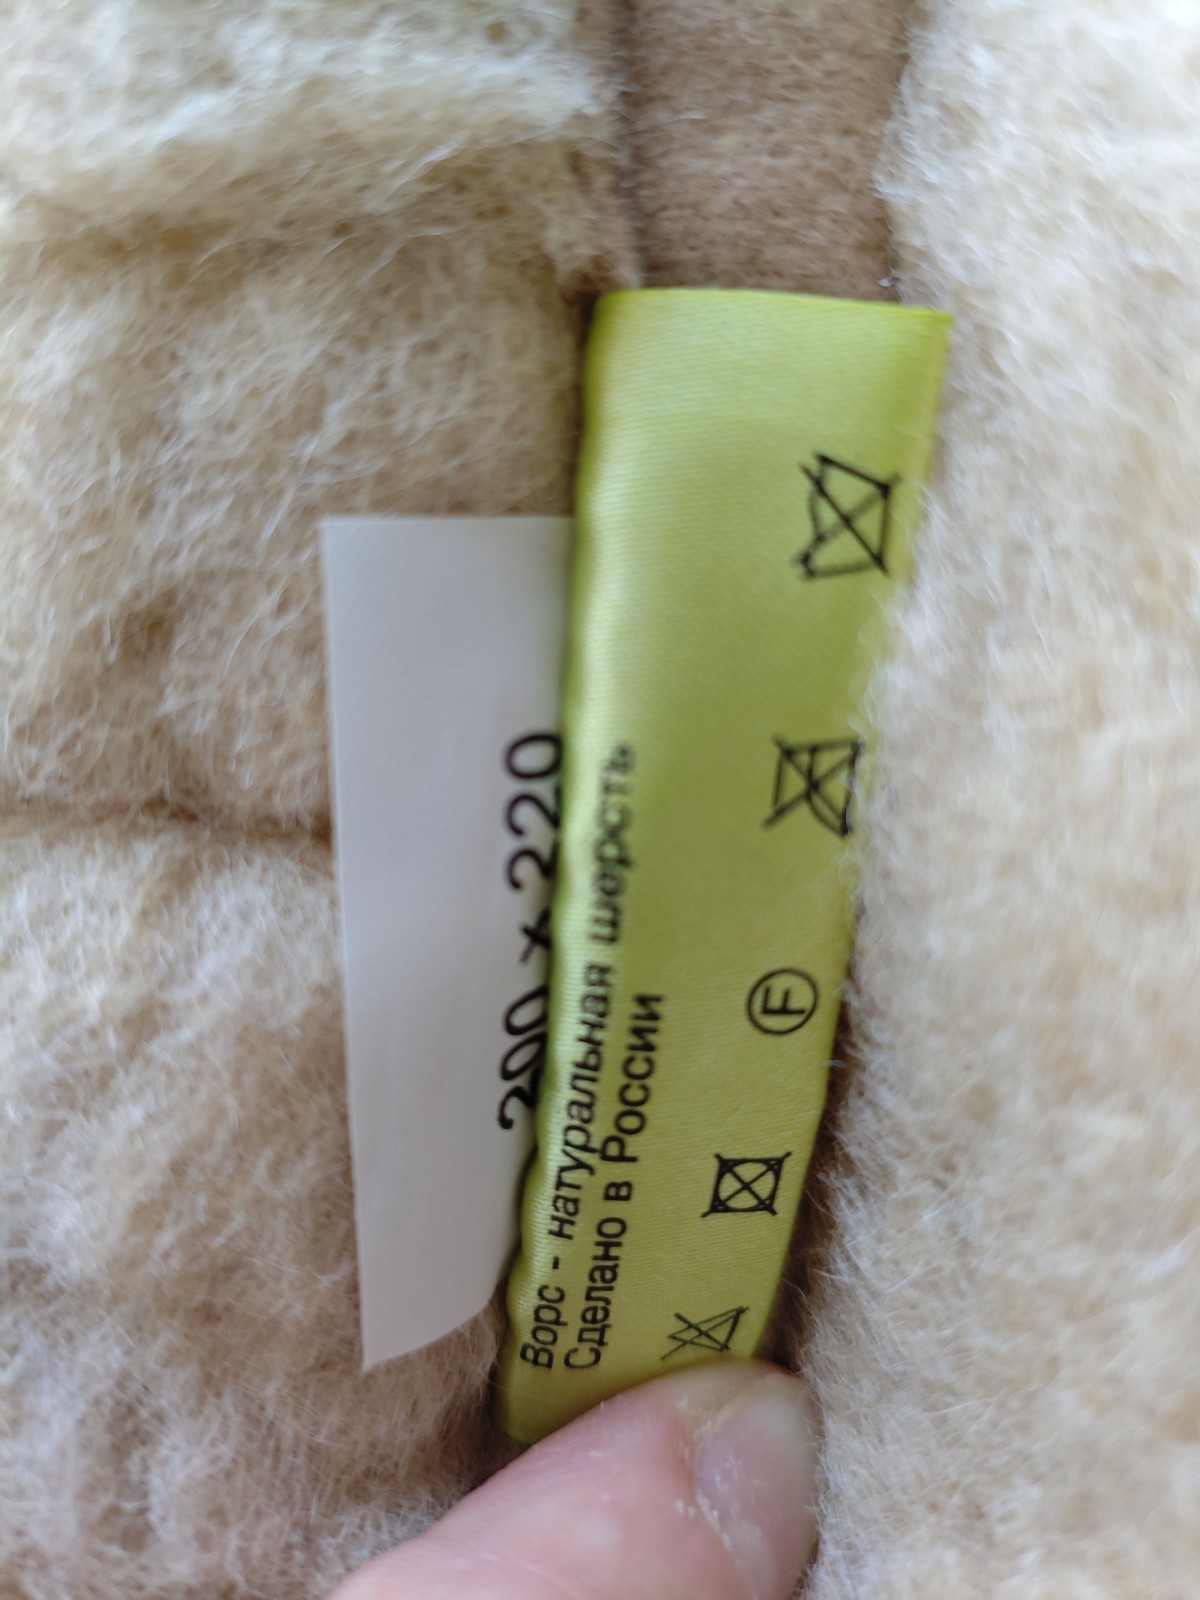 200 x 220
Ворс - натуральная шерсть
Сделано в России
F